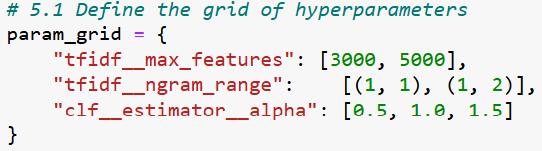 # 5.1 Define the grid of hyperparameters
param_grid = {
    "tfidf__max_features": [3000, 5000],
    "tfidf__ngram_range":    [(1, 1), (1, 2)],
    "clf__estimator__alpha": [0.5, 1.0, 1.5]
}